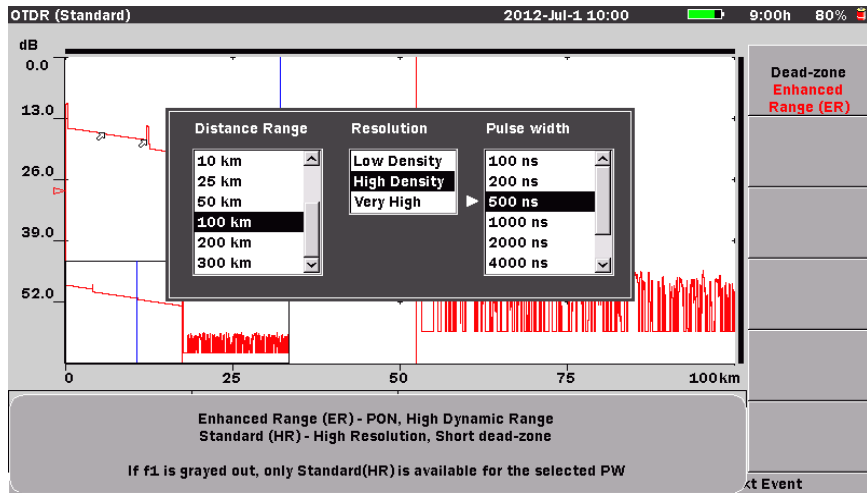 OTDR (Standard) 2012-Jul-1 10:00 9:00h 80%
dB
0.0
13.0
26.0
39.0
52.0
0 25 50 75 100km
Distance Range
10 km
25 km
50 km
100 km
200 km
300 km
Resolution
Low Density
High Density
Very High
Pulse width
100 ns
200 ns
500 ns
1000 ns
2000 ns
4000 ns
Dead-zone
Enhanced
Range (ER)
Enhanced Range (ER) - PON, High Dynamic Range
Standard (HR) - High Resolution, Short dead-zone
If f1 is grayed out, only Standard(HR) is available for the selected PW
xt Event